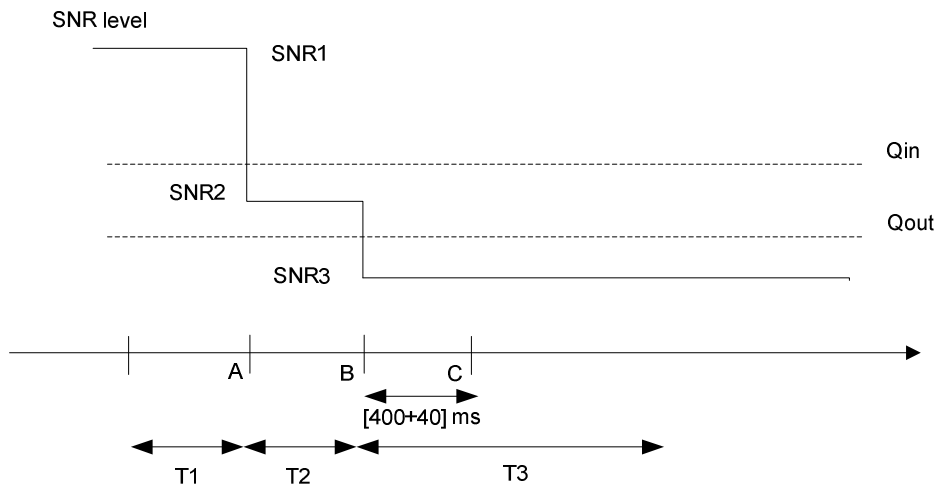 SNR level
SNR1
Qin
SNR2
Qout
SNR3
A
B
C
[400+40] ms
T1
T2
T3